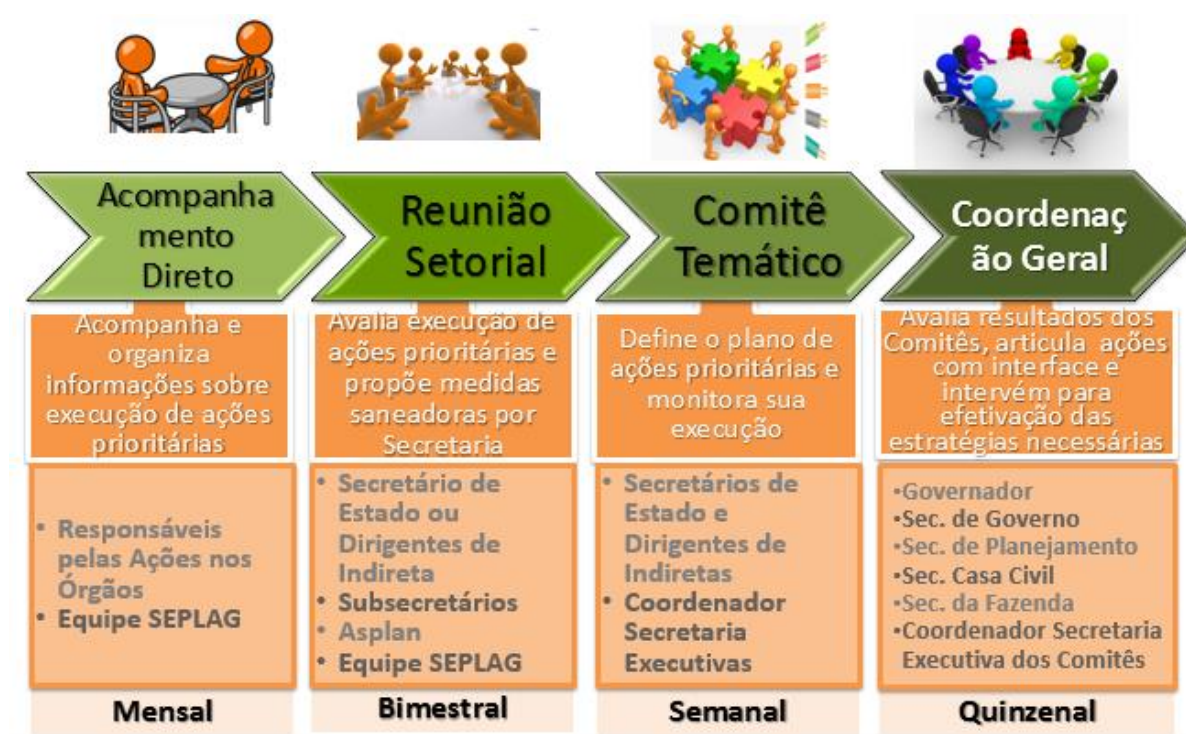 Acompanha
mento
Direto
Reunião
Setorial
Comitê
Temático
Coordenaç
ão Geral
Acompanha e
organiza
informações sobre
execução de ações
prioritárias
Avalia execução de
ações prioritárias e
propõe medidas
saneadoras por
Secretaria
Define o plano de
ações prioritárias e
monitora sua
execução
Avalia resultados dos
Comitês, articula ações
com interface e
intervém para
efetivação das
estratégias necessárias
• Responsáveis
pelas Ações nos
Órgãos
• Equipe SEPLAG
• Secretário de
Estado ou
Dirigentes de
Indireta
• Subsecretários
• Asplan
• Equipe SEPLAG
• Secretários de
Estado e
Dirigentes de
Indiretas
• Coordenador
Secretaria
Executivas
•Governador
•Sec. de Governo
•Sec. de Planejamento
•Sec. Casa Civil
•Sec. da Fazenda
•Coordenador Secretaria
Executiva dos Comitês
Mensal
Bimestral
Semanal
Quinzenal